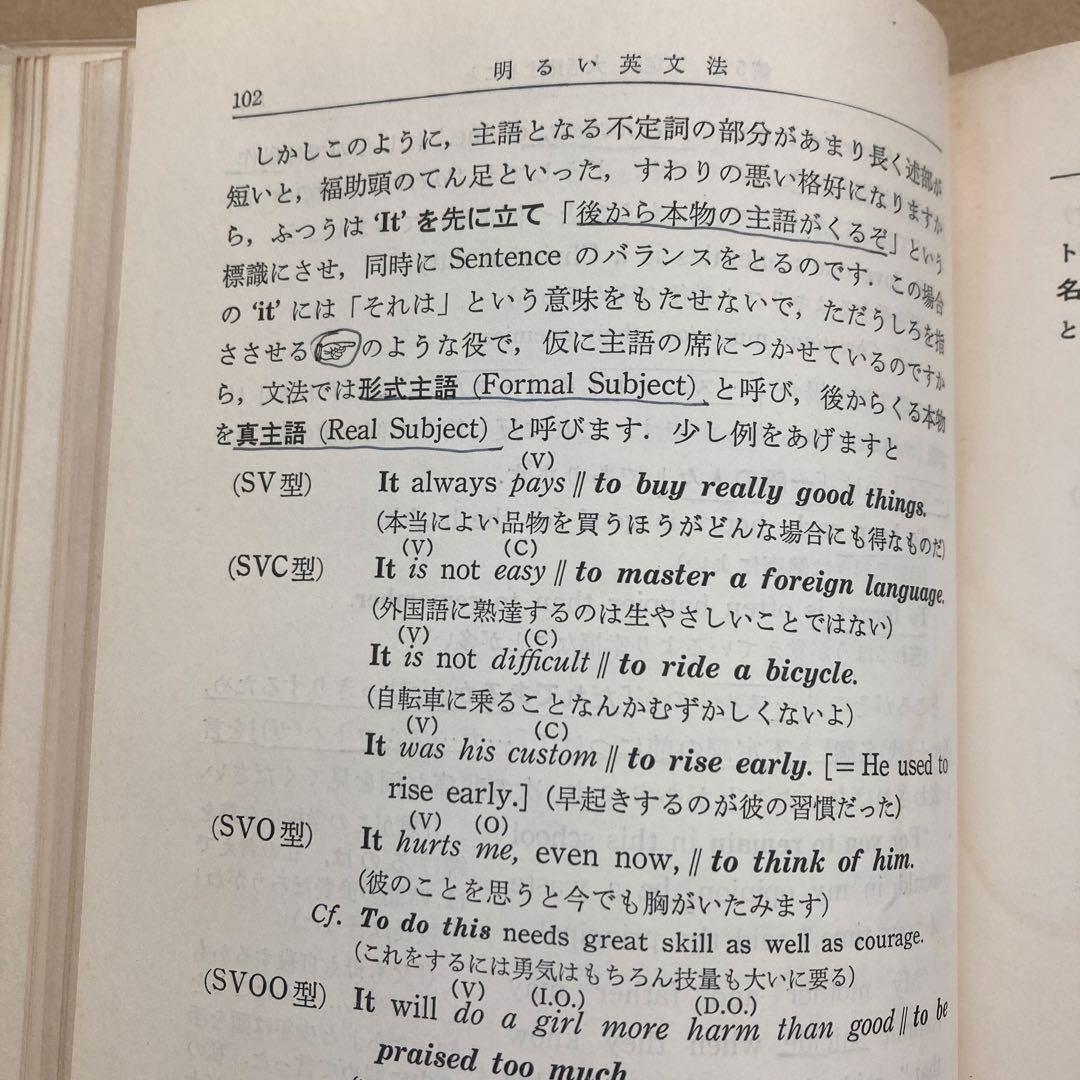 明るい英文法
102
しかしこのように，主語となる不定詞の部分があまり長く述部が
短いと，福助頭のてん足といった，すわりの悪い格好になりますか
ら，ふつうは 'It' を先に立て「後から本物の主語がくるぞ」という
標識にさせ，同時に Sentence のバランスをとるのです．この場合
の 'it' には「それは」という意味をもたせないで，ただうしろを指
ささせる☞のような役で，仮に主語の席につかせているのですか
ら，文法では形式主語 (Formal Subject) と呼び，後からくる本物
を真主語 (Real Subject) と呼びます．少し例をあげますと
(V)
(SV型) It always pays ∥ to buy really good things.
(本当によい品物を買うほうがどんな場合にも得なものだ)
(V) (C)
(SVC型) It is not easy ∥ to master a foreign language.
(外国語に熟達するのは生やさしいことではない)
(V) (C)
It is not difficult ∥ to ride a bicycle.
(自転車に乗ることなんかむずかしくないよ)
(V) (C)
It was his custom ∥ to rise early. [=He used to
rise early.] (早起きするのが彼の習慣だった)
(V) (O)
(SVO型) It hurts me, even now, ∥ to think of him.
(彼のことを思うと今でも胸がいたみます)
Cf. To do this needs great skill as well as courage.
(これをするには勇気はもちろん技量も大いに要る)
(V) (I.O.) (D.O.)
(SVOO型) It will do a girl more harm than good ∥ to be
praised too much.
ト
名
と